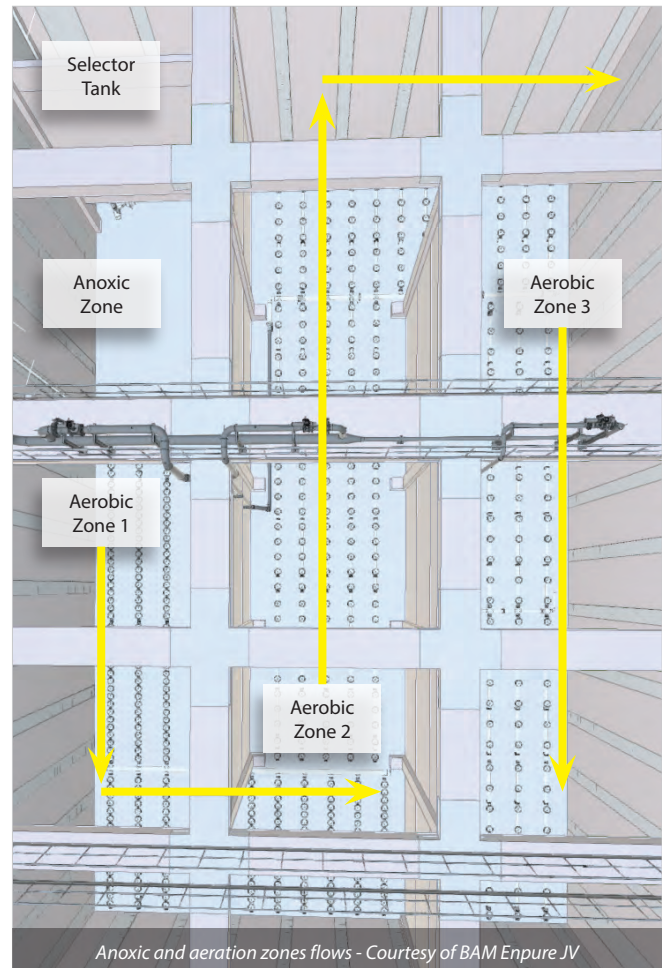 Selector
Tank
Anoxic
Zone
Aerobic
Zone 3
Aerobic
Zone 1
Aerobic
Zone 2
Anoxic and aeration zones flows - Courtesy of BAM Enpure JV